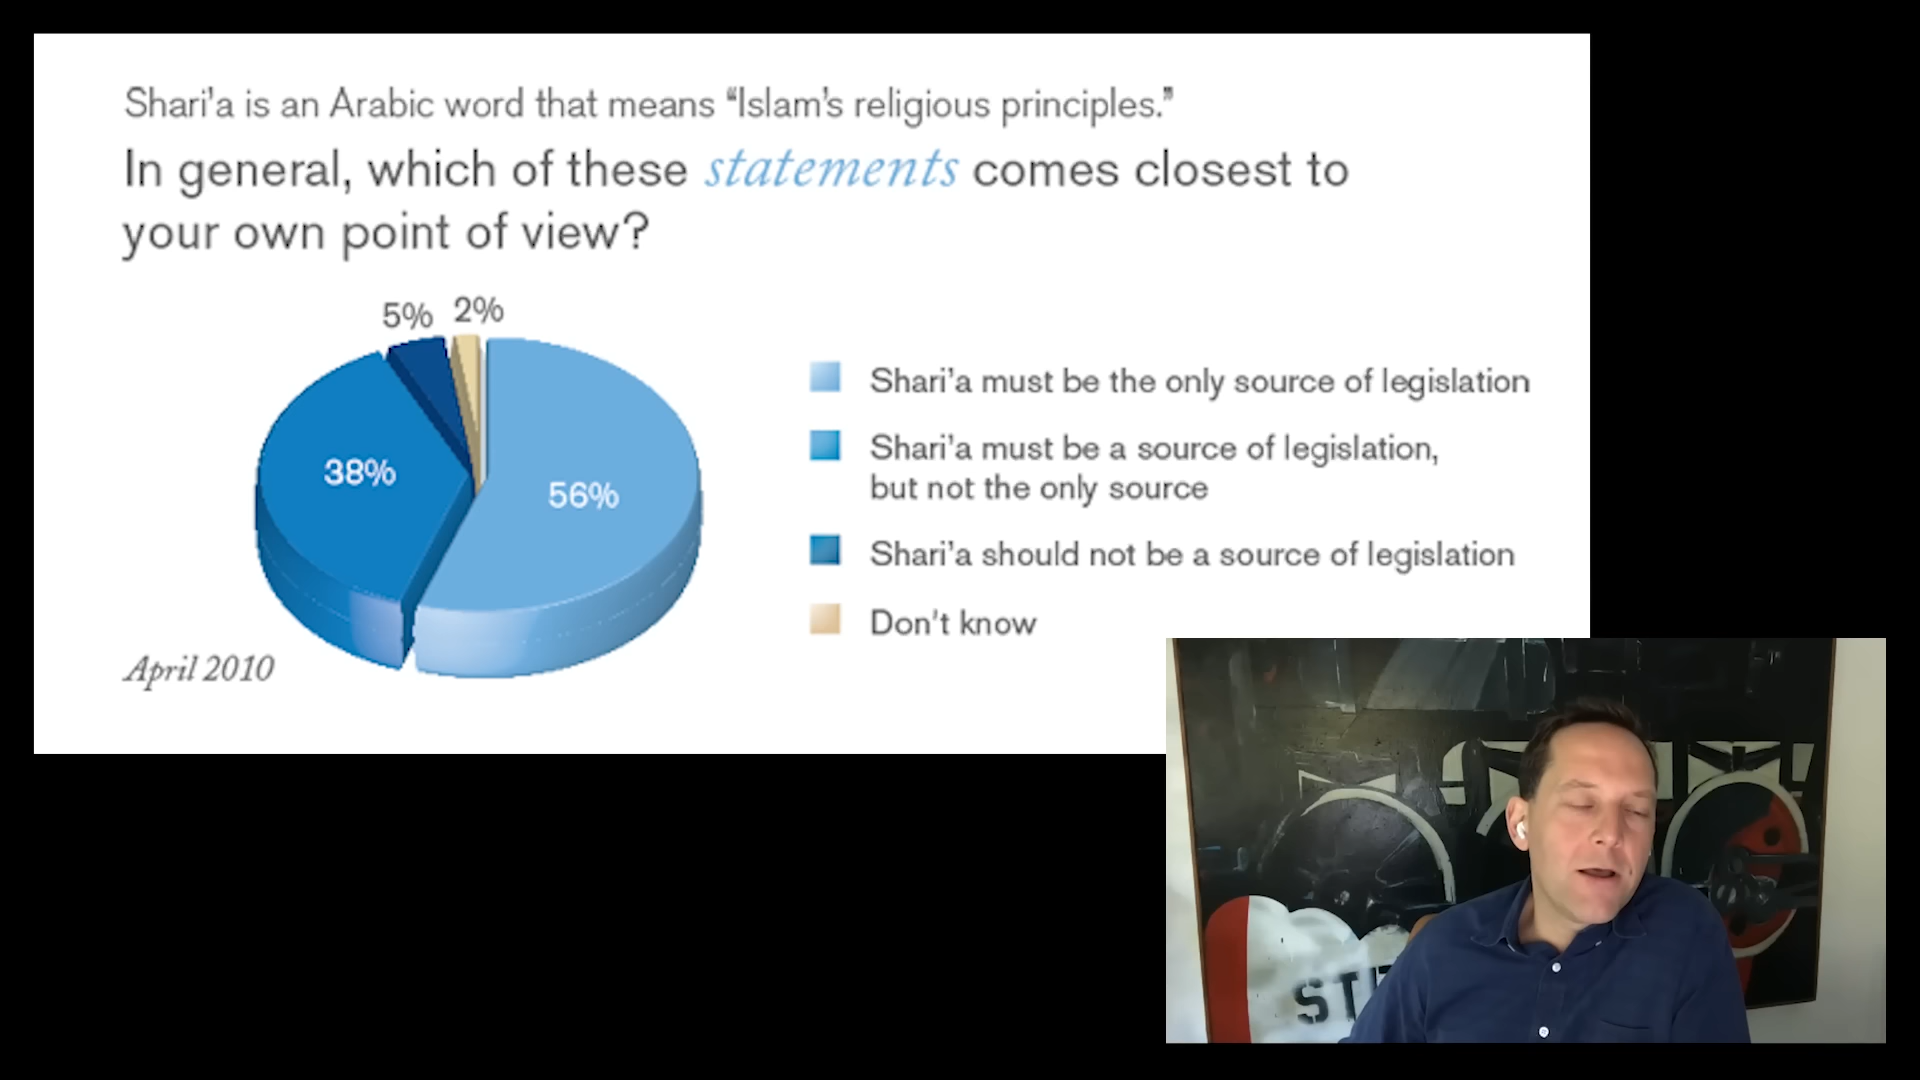 Shari'a is an Arabic word that means “Islam's religious principles.”
In general, which of these statements comes closest to
your own point of view?
5% 2%
38%
56%
Shari'a must be the only source of legislation
Shari'a must be a source of legislation,
but not the only source
Shari'a should not be a source of legislation
Don't know
April 2010